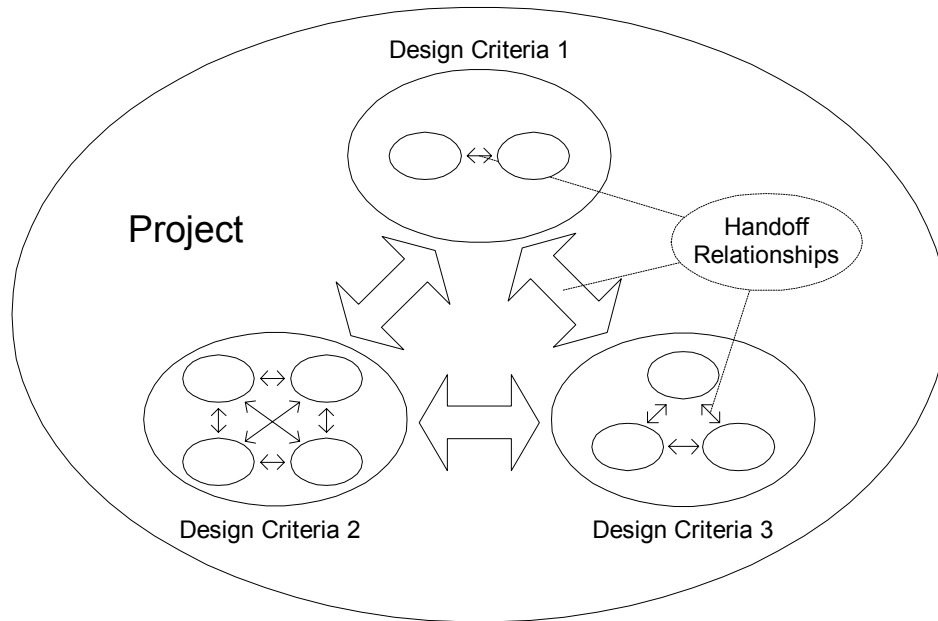 Design Criteria 1
Project
Handoff
Relationships
Design Criteria 2
Design Criteria 3